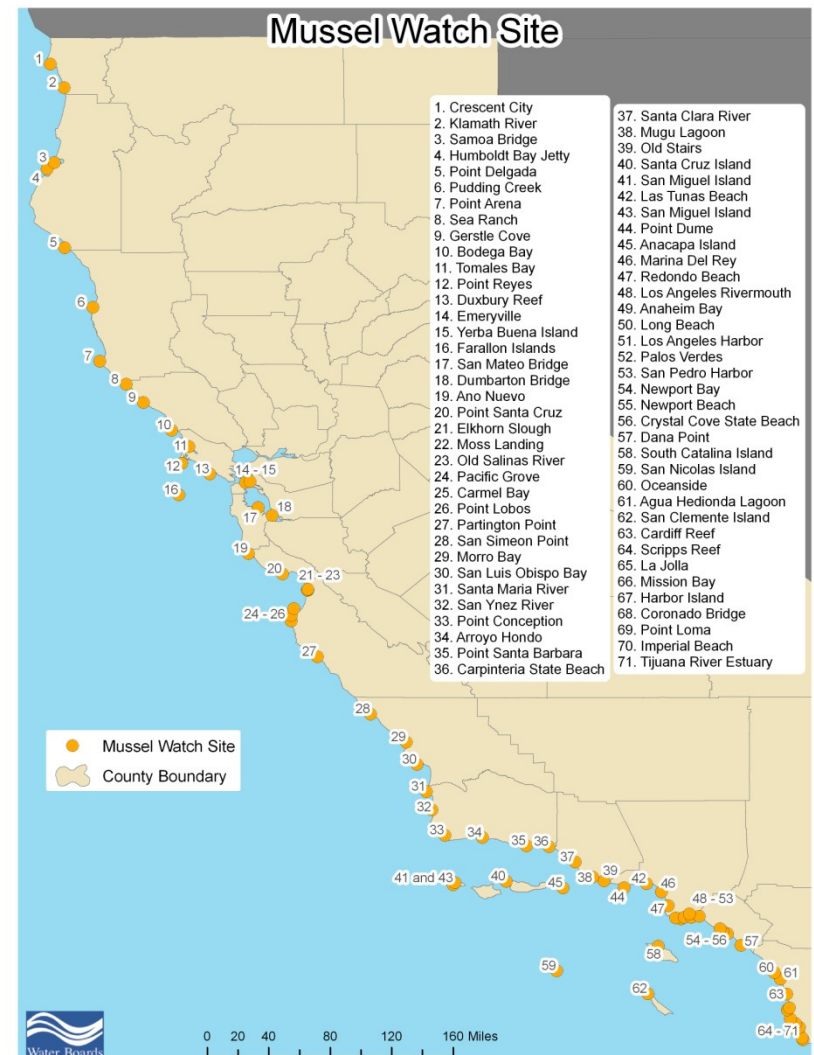 Mussel Watch Site
1. Crescent City
2. Klamath River
3. Samoa Bridge
4. Humboldt Bay Jetty
5. Point Delgada
6. Pudding Creek
7. Point Arena
8. Sea Ranch
9. Gerstle Cove
10. Bodega Bay
11. Tomales Bay
12. Point Reyes
13. Duxbury Reef
14. Emeryville
15. Yerba Buena Island
16. Farallon Islands
17. San Mateo Bridge
18. Dumbarton Bridge
19. Ano Nuevo
20. Point Santa Cruz
21. Elkhorn Slough
22. Moss Landing
23. Old Salinas River
24. Pacific Grove
25. Carmel Bay
26. Point Lobos
27. Partington Point
28. San Simeon Point
29. Morro Bay
30. San Luis Obispo Bay
31. Santa Maria River
32. San Ynez River
33. Point Conception
34. Arroyo Hondo
35. Point Santa Barbara
36. Carpinteria State Beach
37. Santa Clara River
38. Mugu Lagoon
39. Old Stairs
40. Santa Cruz Island
41. San Miguel Island
42. Las Tunas Beach
43. San Miguel Island
44. Point Dume
45. Anacapa Island
46. Marina Del Rey
47. Redondo Beach
48. Los Angeles Rivermouth
49. Anaheim Bay
50. Long Beach
51. Los Angeles Harbor
52. Palos Verdes
53. San Pedro Harbor
54. Newport Bay
55. Newport Beach
56. Crystal Cove State Beach
57. Dana Point
58. South Catalina Island
59. San Nicolas Island
60. Oceanside
61. Agua Hedionda Lagoon
62. San Clemente Island
63. Cardiff Reef
64. Scripps Reef
65. La Jolla
66. Mission Bay
67. Harbor Island
68. Coronado Bridge
69. Point Loma
70. Imperial Beach
71. Tijuana River Estuary
1
2
3
4
5
6
7
8
9
10
11
12
13
14 - 15
16
17
18
19
20
21 - 23
24 - 26
27
28
29
30
31
32
33
34
35
36
37
38
39
40
41 and 43
42
44
45
46
47
48 - 53
54 - 56
57
58
59
60
61
62
63
64 - 71
Mussel Watch Site
County Boundary
0 20 40 80 120 160 Miles
Water Boards